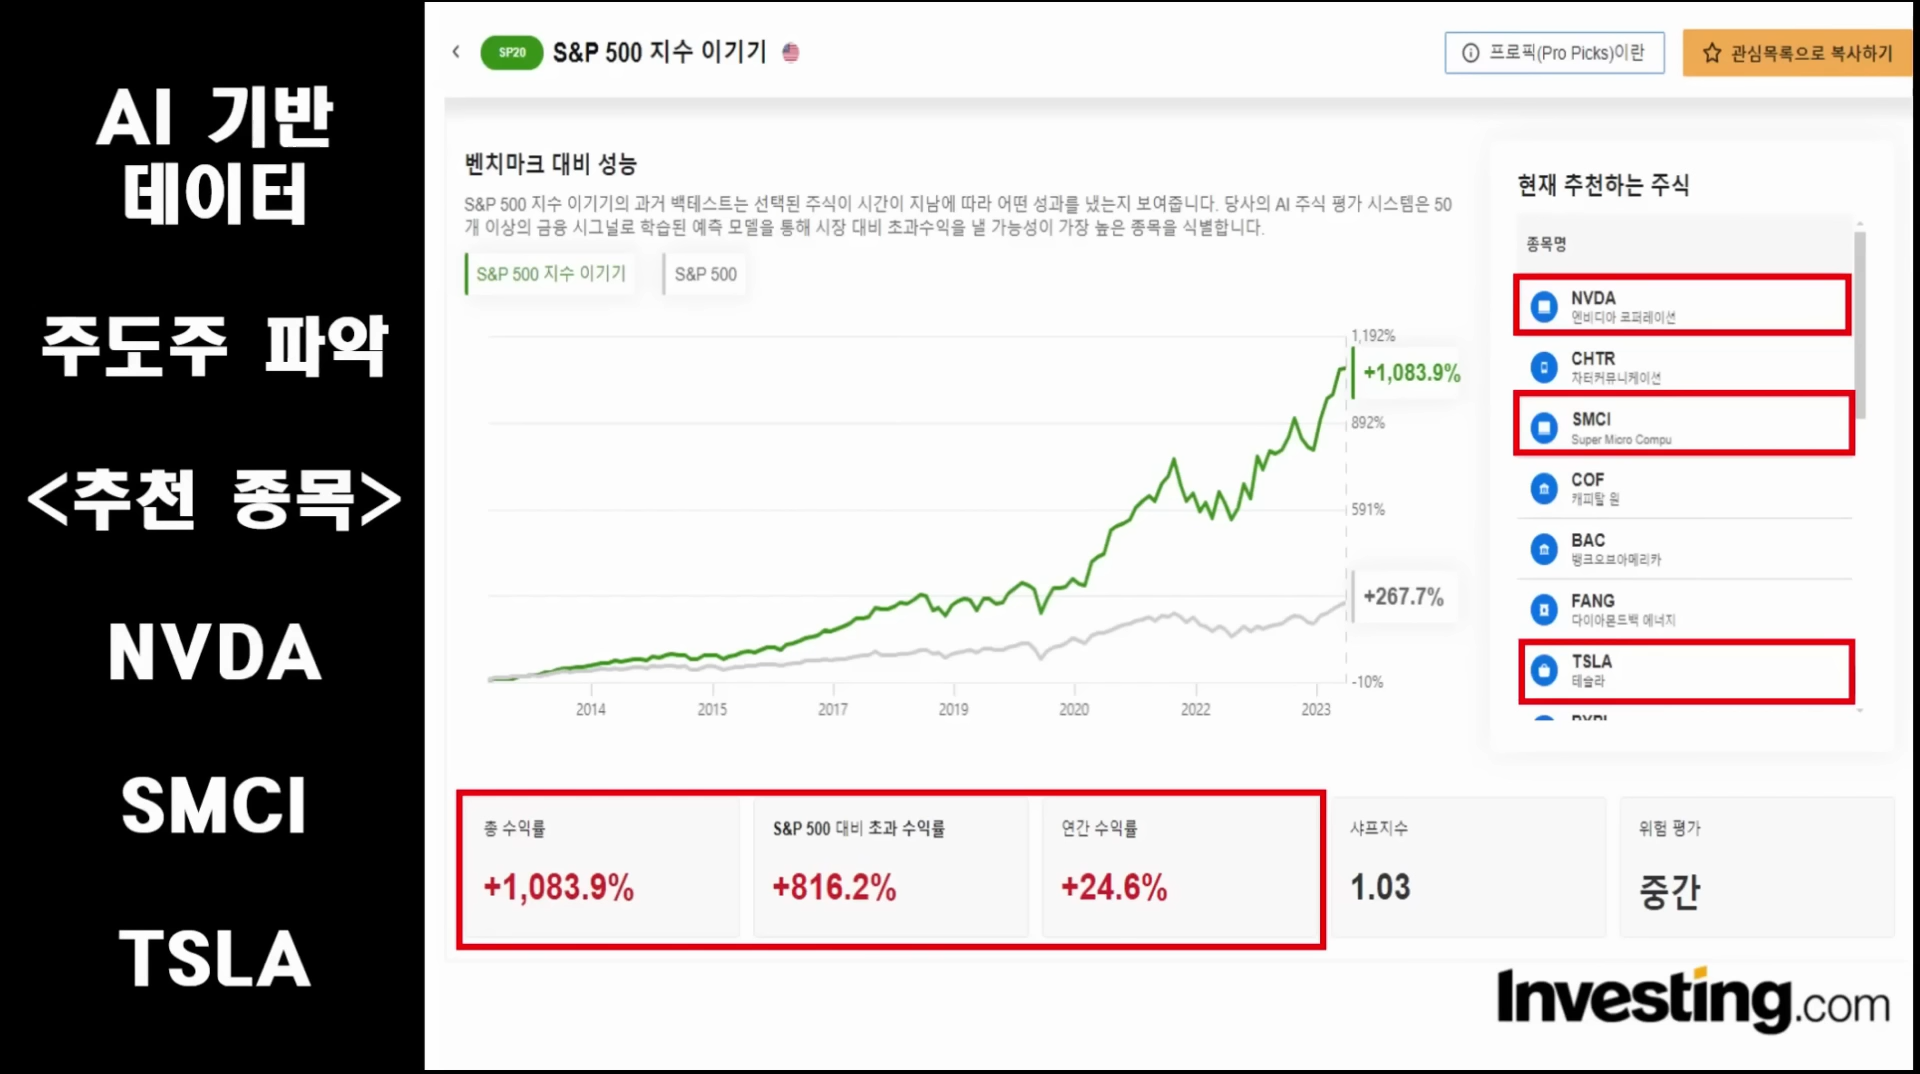 AI 기반
데이터
주도주 파악
<추천 종목>
NVDA
SMCI
TSLA
SP20 S&P 500 지수 이기기
프로픽(Pro Picks)이란
관심목록으로 복사하기
벤치마크 대비 성능
S&P 500 지수 이기기의 과거 백테스트는 선택된 주식이 시간이 지남에 따라 어떤 성과를 냈는지 보여줍니다. 당사의 AI 주식 평가 시스템은 50
개 이상의 금융 시그널로 학습된 예측 모델을 통해 시장 대비 초과수익을 낼 가능성이 가장 높은 종목을 식별합니다.
S&P 500 지수 이기기
S&P 500
1,192%
+1,083.9%
892%
591%
+267.7%
-10%
2014 2015 2017 2019 2020 2022 2023
현재 추천하는 주식
종목명
NVDA
엔비디아 코퍼레이션
CHTR
차터커뮤니케이션
SMCI
Super Micro Compu
COF
캐피탈 원
BAC
뱅크오브아메리카
FANG
다이아몬드백 에너지
TSLA
테슬라
총 수익률
+1,083.9%
S&P 500 대비 초과 수익률
+816.2%
연간 수익률
+24.6%
샤프지수
1.03
위험 평가
중간
Investing.com